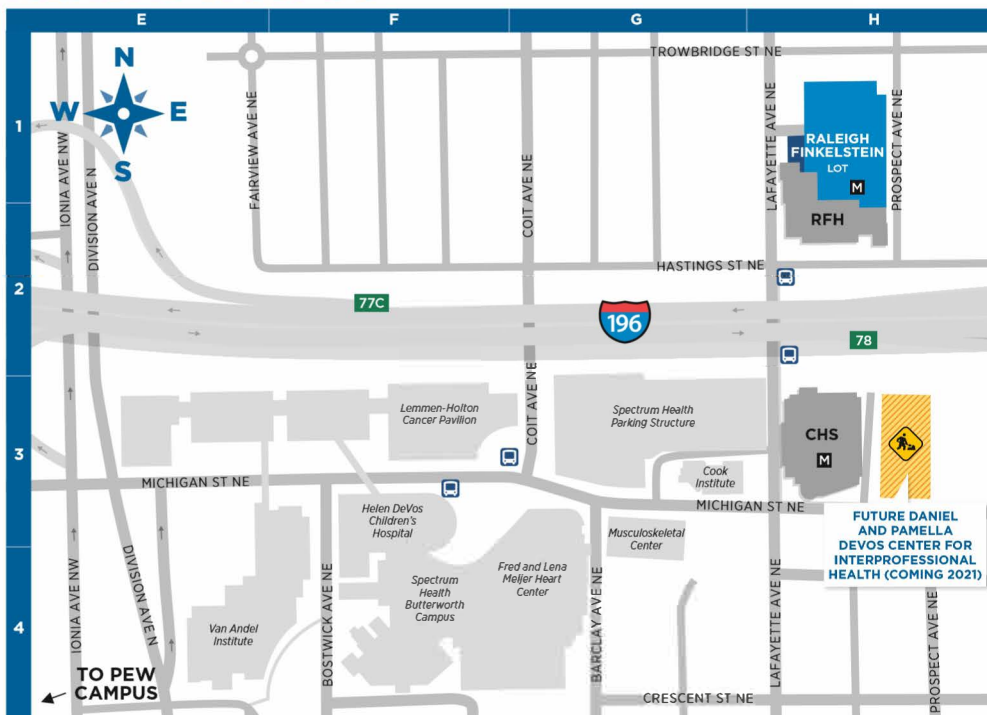 E
F
G
H
1
2
3
4
N
W
E
S
TROWBRIDGE ST NE
IONIA AVE NW
DIVISION AVE N
FAIRVIEW AVE NE
COIT AVE NE
LAFAYETTE AVE NE
PROSPECT AVE NE
RALEIGH
FINKELSTEIN
LOT
M
RFH
HASTINGS ST NE
77C
196
78
COIT AVE NE
Lemmen-Holton
Cancer Pavilion
Spectrum Health
Parking Structure
CHS
M
Cook
Institute
MICHIGAN ST NE
MICHIGAN ST NE
Helen DeVos
Children's
Hospital
Musculoskeletal
Center
FUTURE DANIEL
AND PAMELLA
DEVOS CENTER FOR
INTERPROFESSIONAL
HEALTH (COMING 2021)
Fred and Lena
Meijer Heart
Center
Spectrum
Health
Butterworth
Campus
Van Andel
Institute
IONIA AVE NW
DIVISION AVE N
BOSTWICK AVE NE
BARCLAY AVE NE
LAFAYETTE AVE NE
PROSPECT AVE NE
TO PEW
CAMPUS
CRESCENT ST NE